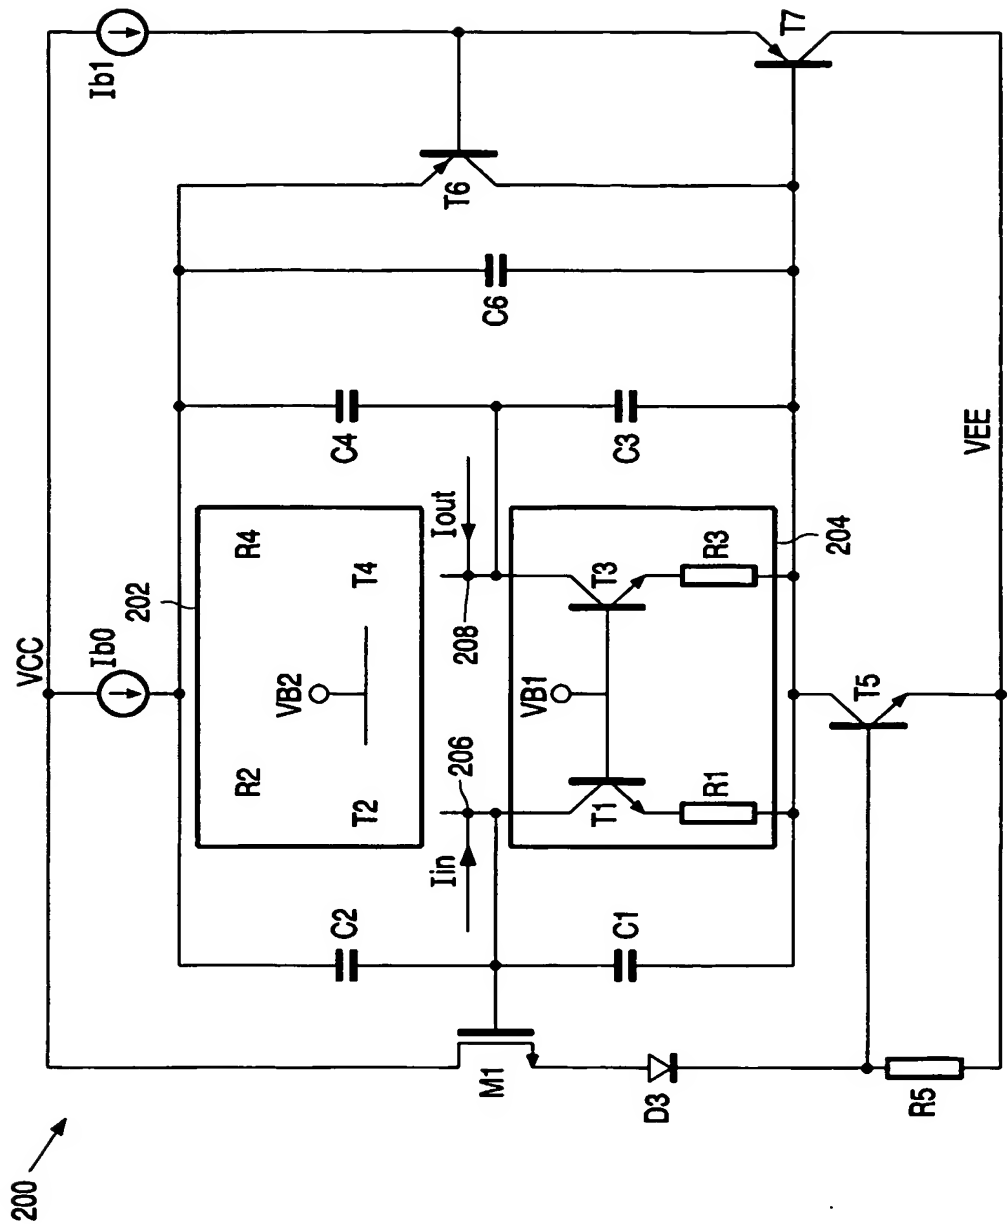 200
VCC
Ib0
Ib1
202
R2
R4
VB2
T2
T4
C2
C4
C6
T6
Iin
206
208
Iout
M1
VB1
T1
T3
R1
R3
C1
C3
204
D3
T5
T7
R5
VEE